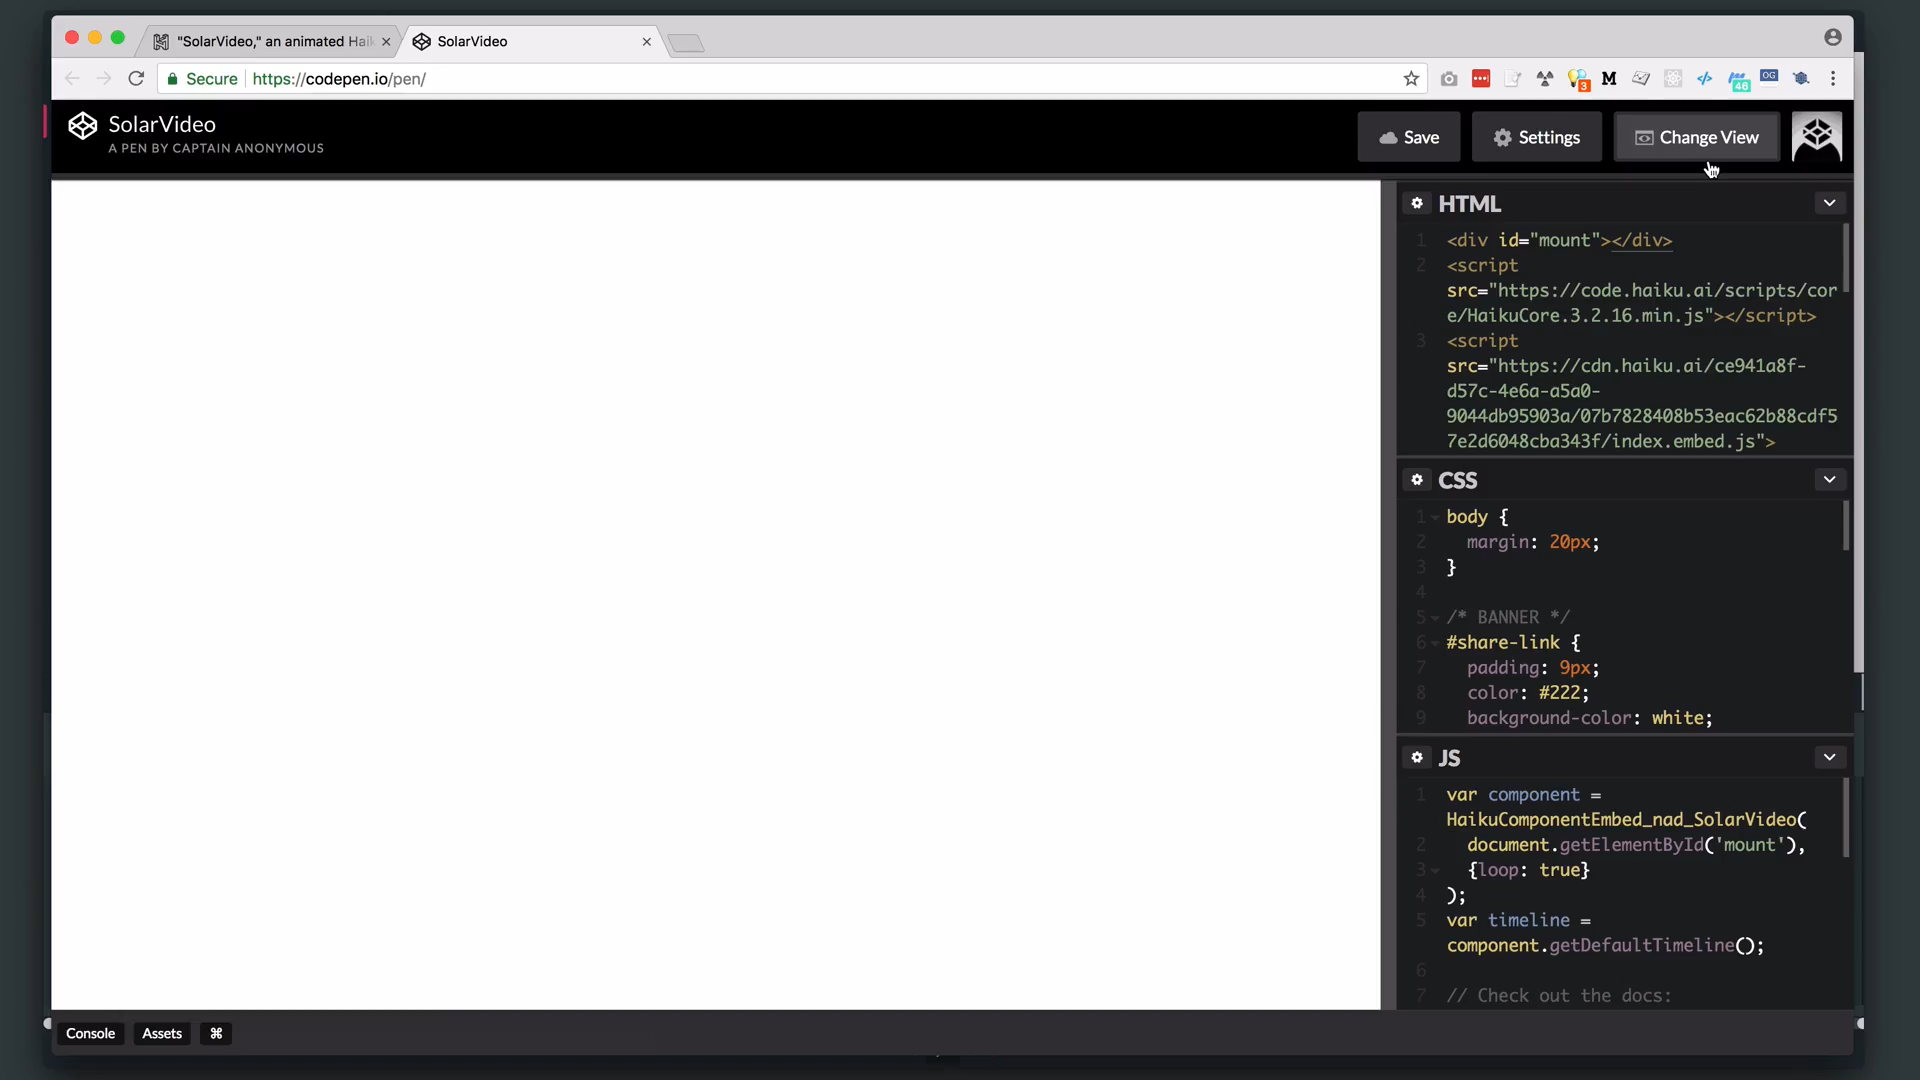 "SolarVideo," an animated Hai
SolarVideo
Secure
https://codepen.io/pen/
3
M
46
OG
SolarVideo
A PEN BY CAPTAIN ANONYMOUS
Save
Settings
Change View
HTML
1 <div id="mount"></div>
2 <script
src="https://code.haiku.ai/scripts/cor
e/HaikuCore.3.2.16.min.js"></script>
3 <script
src="https://cdn.haiku.ai/ce941a8f-
d57c-4e6a-a5a0-
9044db95903a/07b7828408b53eac62b88cdf5
7e2d6048cba343f/index.embed.js">
CSS
1 body {
2 margin: 20px;
3 }
4
5 /* BANNER */
6 #share-link {
7 padding: 9px;
8 color: #222;
9 background-color: white;
JS
1 var component =
HaikuComponentEmbed_nad_SolarVideo(
2 document.getElementById('mount'),
3 {loop: true}
4 );
5 var timeline =
component.getDefaultTimeline();
6
7 // Check out the docs:
Console
Assets
⌘